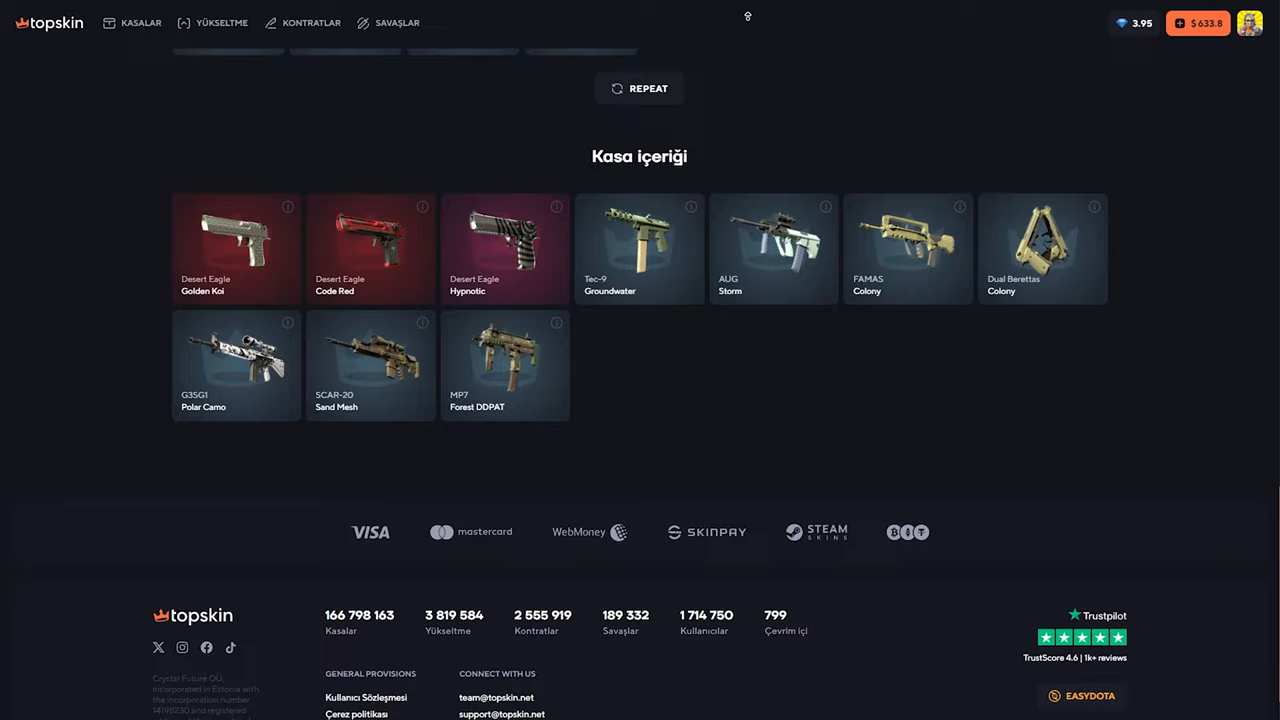 topskin KASALAR YÜKSELTME KONTRATLAR SAVAŞLAR 3.95 $ 633.8
REPEAT
Kasa içeriği
Desert Eagle
Golden Koi
Desert Eagle
Code Red
Desert Eagle
Hypnotic
Tec-9
Groundwater
AUG
Storm
FAMAS
Colony
Dual Berettas
Colony
G3SG1
Polar Camo
SCAR-20
Sand Mesh
MP7
Forest DDPAT
VISA mastercard WebMoney SKINPAY STEAM SKINS
topskin
166 798 163 3 819 584 2 555 919 189 332 1 714 750 799
Kasalar Yükseltme Kontratlar Savaşlar Kullanıcılar Çevrim içi
Trustpilot
TrustScore 4.6 | 1k+ reviews
GENERAL PROVISIONS CONNECT WITH US
Crystal Future OÜ,
incorporated in Estonia with
the incorporation number
14198230 and registered
Kullanıcı Sözleşmesi team@topskin.net
Çerez politikası support@topskin.net
EASYDOTA